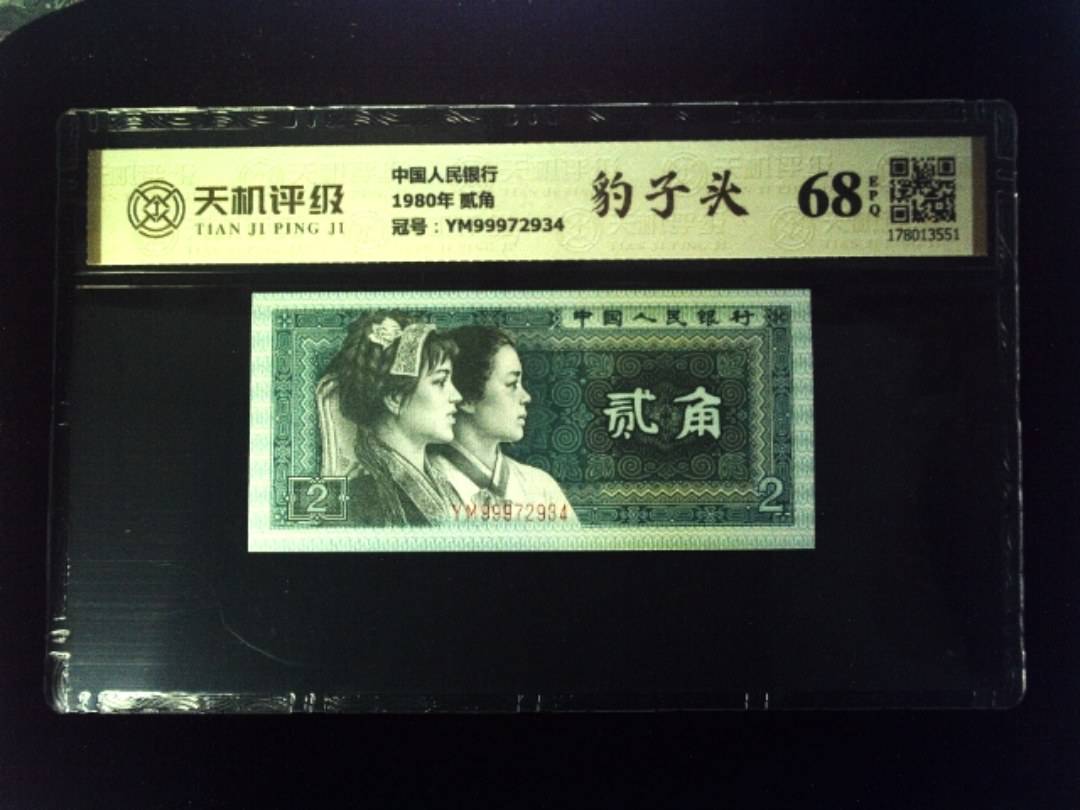 天机评级
TIAN JI PING JI
中国人民银行
1980年 贰角
冠号：YM99972934
豹子头
68
EPQ
178013551
中国人民银行
贰角
2
2
YM99972934